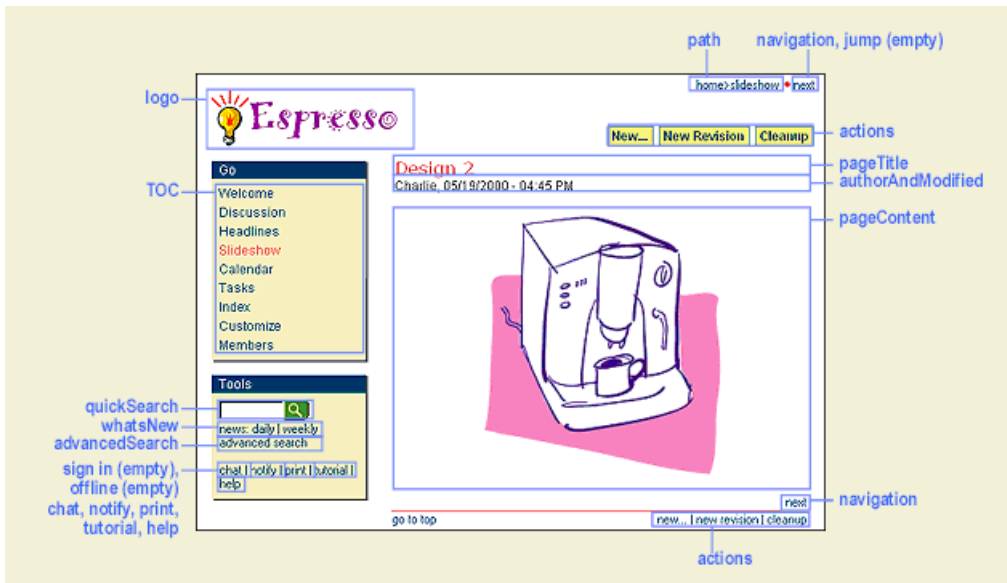 path
navigation, jump (empty)
home>slideshow
next
logo
Espresso
New...
New Revision
Cleanup
actions
Go
Design 2
pageTitle
Charlie, 05/19/2000 - 04:45 PM
authorAndModified
TOC
Welcome
Discussion
Headlines
Slideshow
Calendar
Tasks
Index
Customize
Members
pageContent
Tools
quickSearch
whatsNew
news: daily | weekly
advancedSearch
advanced search
sign in (empty),
offline (empty)
chat, notify, print,
tutorial, help
chat | notify | print | tutorial |
help
next
navigation
go to top
new... | new revision | cleanup
actions